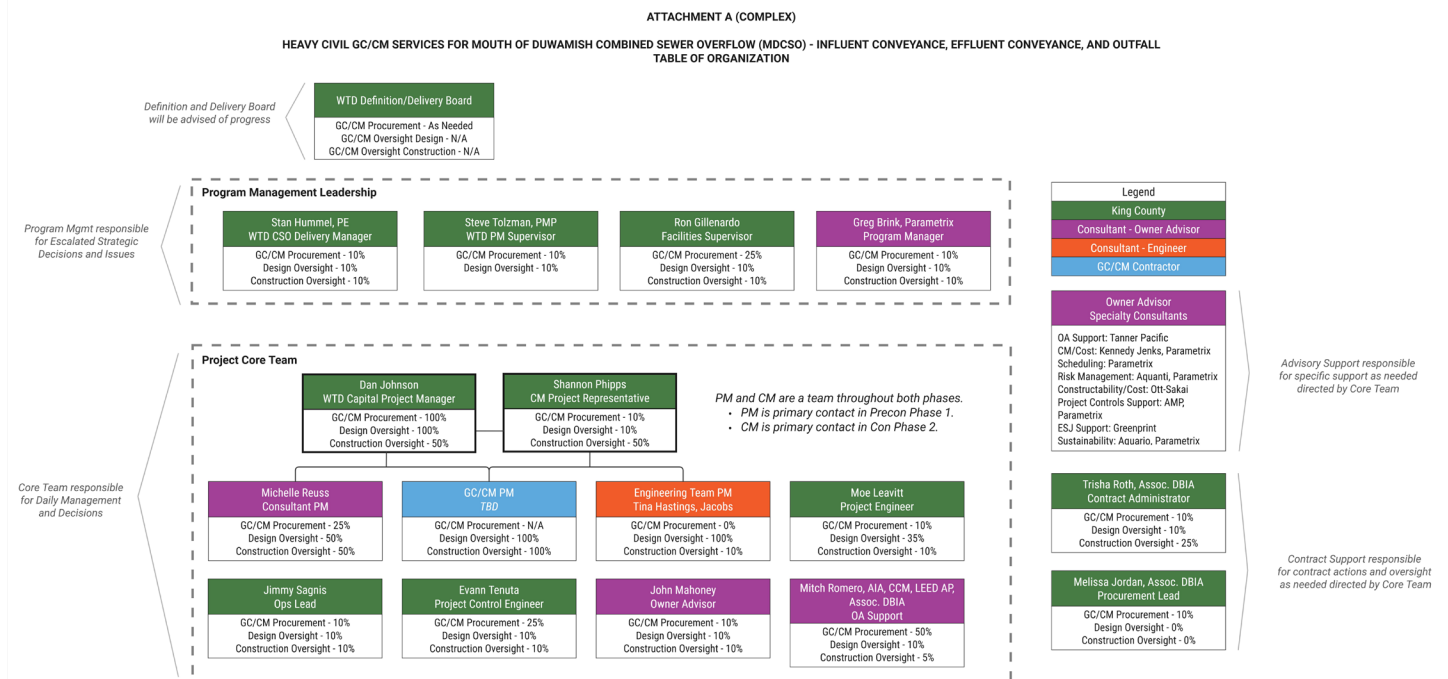 ATTACHMENT A (COMPLEX)
HEAVY CIVIL GC/CM SERVICES FOR MOUTH OF DUWAMISH COMBINED SEWER OVERFLOW (MDCSO) - INFLUENT CONVEYANCE, EFFLUENT CONVEYANCE, AND OUTFALL
TABLE OF ORGANIZATION
Definition and Delivery Board
will be advised of progress
WTD Definition/Delivery Board
GC/CM Procurement - As Needed
GC/CM Oversight Design - N/A
GC/CM Oversight Construction - N/A
Program Mgmt responsible
for Escalated Strategic
Decisions and Issues
Program Management Leadership
Stan Hummel, PE
WTD CSO Delivery Manager
GC/CM Procurement - 10%
Design Oversight - 10%
Construction Oversight - 10%
Steve Tolzman, PMP
WTD PM Supervisor
GC/CM Procurement - 10%
Design Oversight - 10%
Ron Gillenardo
Facilities Supervisor
GC/CM Procurement - 25%
Design Oversight - 10%
Construction Oversight - 10%
Greg Brink, Parametrix
Program Manager
GC/CM Procurement - 10%
Design Oversight - 10%
Construction Oversight - 10%
Legend
King County
Consultant - Owner Advisor
Consultant - Engineer
GC/CM Contractor
Owner Advisor
Specialty Consultants
OA Support: Tanner Pacific
CM/Cost: Kennedy Jenks, Parametrix
Scheduling: Parametrix
Risk Management: Aquanti, Parametrix
Constructability/Cost: Ott-Sakai
Project Controls Support: AMP,
Parametrix
ESJ Support: Greenprint
Sustainability: Aquario, Parametrix
Advisory Support responsible
for specific support as needed
directed by Core Team
Core Team responsible
for Daily Management
and Decisions
Project Core Team
Dan Johnson
WTD Capital Project Manager
GC/CM Procurement - 100%
Design Oversight - 100%
Construction Oversight - 50%
Shannon Phipps
CM Project Representative
GC/CM Procurement - 10%
Design Oversight - 10%
Construction Oversight - 50%
PM and CM are a team throughout both phases.
• PM is primary contact in Precon Phase 1.
• CM is primary contact in Con Phase 2.
Michelle Reuss
Consultant PM
GC/CM Procurement - 25%
Design Oversight - 50%
Construction Oversight - 50%
GC/CM PM
TBD
GC/CM Procurement - N/A
Design Oversight - 100%
Construction Oversight - 100%
Engineering Team PM
Tina Hastings, Jacobs
GC/CM Procurement - 0%
Design Oversight - 100%
Construction Oversight - 10%
Moe Leavitt
Project Engineer
GC/CM Procurement - 10%
Design Oversight - 35%
Construction Oversight - 10%
Jimmy Sagnis
Ops Lead
GC/CM Procurement - 10%
Design Oversight - 10%
Construction Oversight - 10%
Evann Tenuta
Project Control Engineer
GC/CM Procurement - 25%
Design Oversight - 10%
Construction Oversight - 10%
John Mahoney
Owner Advisor
GC/CM Procurement - 10%
Design Oversight - 10%
Construction Oversight - 10%
Mitch Romero, AIA, CCM, LEED AP,
Assoc. DBIA
OA Support
GC/CM Procurement - 50%
Design Oversight - 10%
Construction Oversight - 5%
Trisha Roth, Assoc. DBIA
Contract Administrator
GC/CM Procurement - 10%
Design Oversight - 10%
Construction Oversight - 25%
Melissa Jordan, Assoc. DBIA
Procurement Lead
GC/CM Procurement - 10%
Design Oversight - 0%
Construction Oversight - 0%
Contract Support responsible
for contract actions and oversight
as needed directed by Core Team